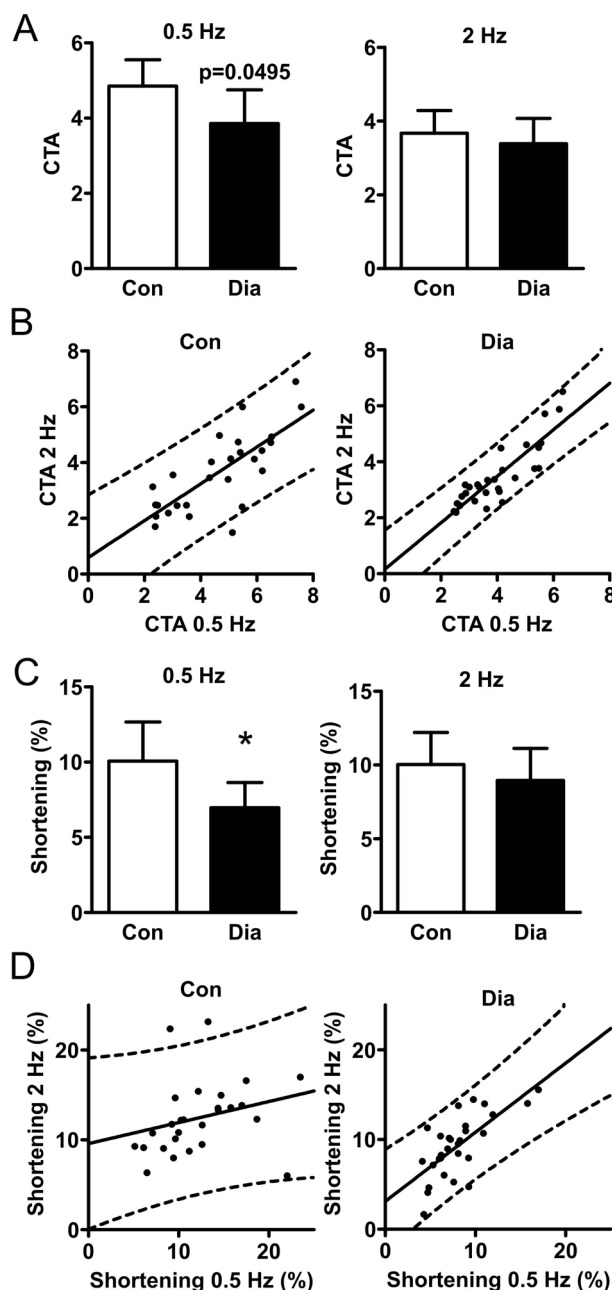 A
0.5 Hz
2 Hz
p=0.0495
CTA
6
4
2
0
Con Dia
CTA
6
4
2
0
Con Dia
B
Con
Dia
CTA 2 Hz
8
6
4
2
0
0 2 4 6 8
CTA 0.5 Hz
CTA 2 Hz
8
6
4
2
0
0 2 4 6 8
CTA 0.5 Hz
C
0.5 Hz
2 Hz
*
Shortening (%)
15
10
5
0
Con Dia
Shortening (%)
15
10
5
0
Con Dia
D
Con
Dia
Shortening 2 Hz (%)
20
10
0
0 10 20
Shortening 0.5 Hz (%)
Shortening 2 Hz (%)
20
10
0
0 10 20
Shortening 0.5 Hz (%)